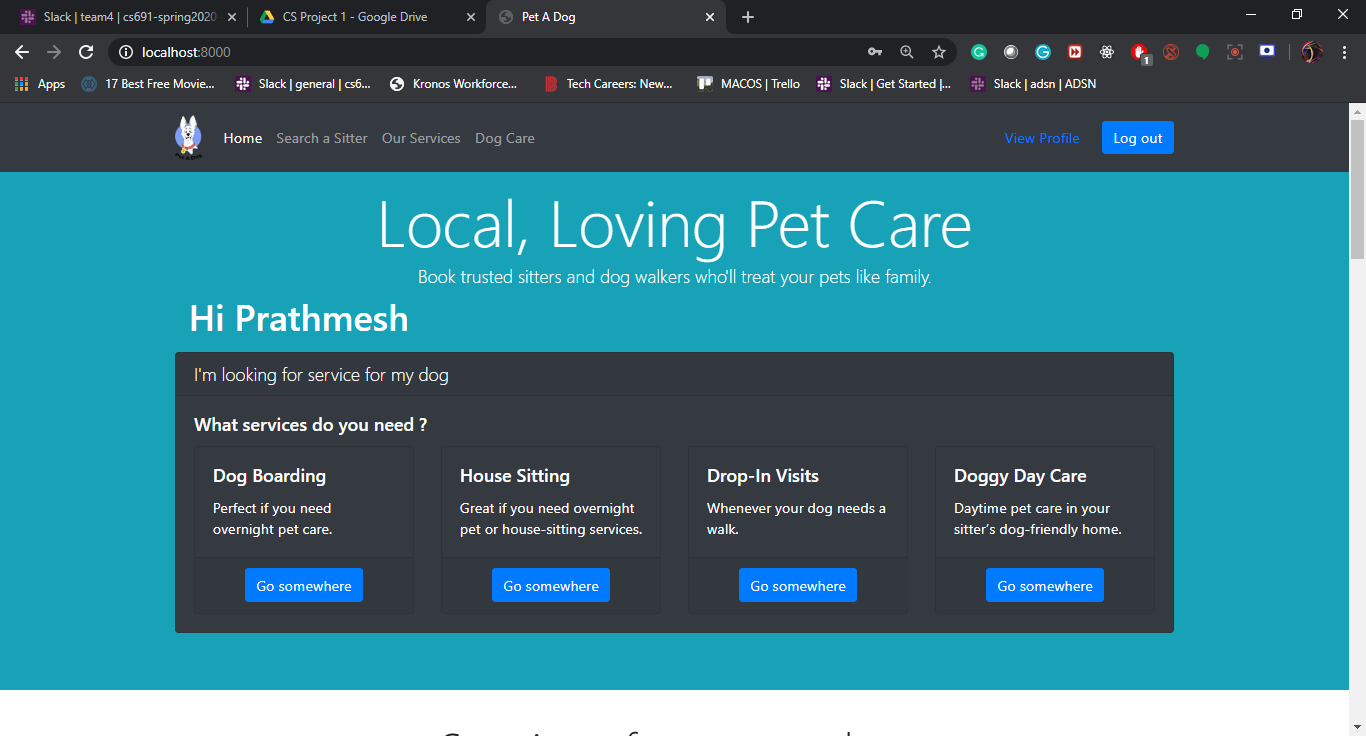 Slack | team4 | cs691-spring2020
CS Project 1 - Google Drive
Pet A Dog
localhost:8000
1
Apps
17 Best Free Movie...
Slack | general | cs6...
Kronos Workforce...
Tech Careers: New...
MACOS | Trello
Slack | Get Started |...
Slack | adsn | ADSN
Pet A Dog
Home
Search a Sitter
Our Services
Dog Care
View Profile
Log out
Local, Loving Pet Care
Book trusted sitters and dog walkers who'll treat your pets like family.
Hi Prathmesh
I'm looking for service for my dog
What services do you need ?
Dog Boarding
Perfect if you need
overnight pet care.
Go somewhere
House Sitting
Great if you need overnight
pet or house-sitting services.
Go somewhere
Drop-In Visits
Whenever your dog needs a
walk.
Go somewhere
Doggy Day Care
Daytime pet care in your
sitter’s dog-friendly home.
Go somewhere